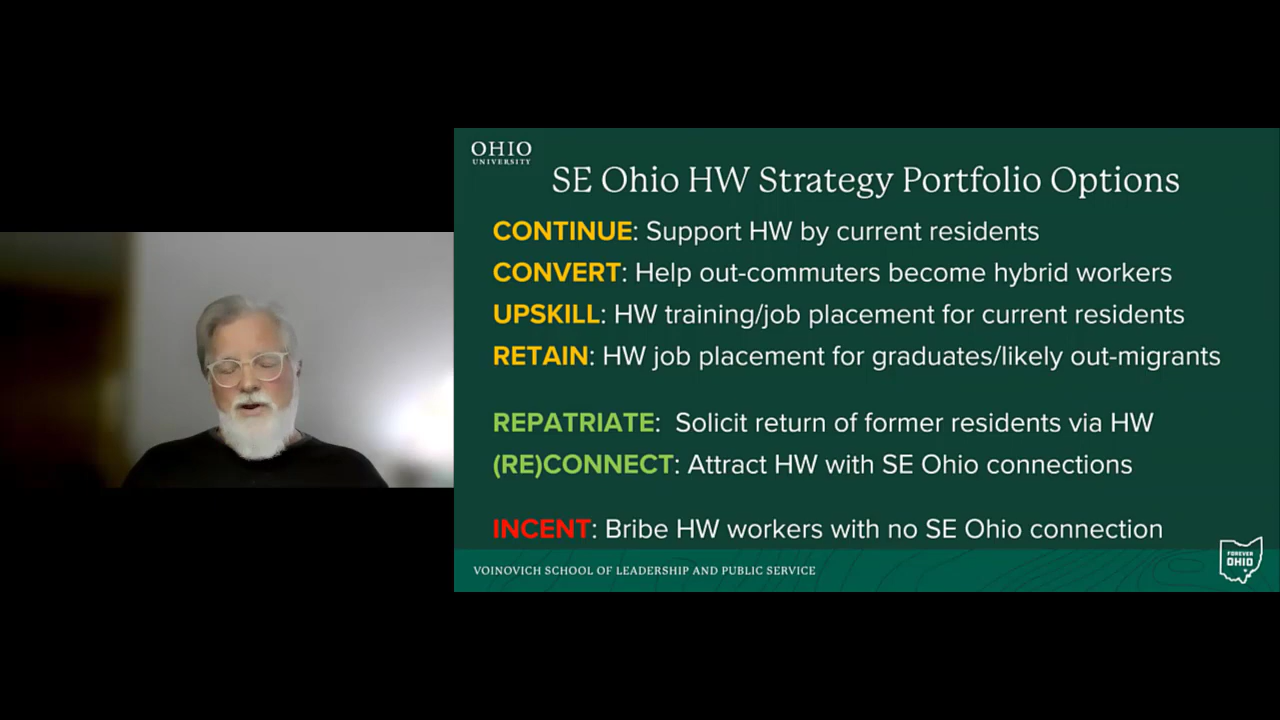 OHIO
UNIVERSITY
SE Ohio HW Strategy Portfolio Options
CONTINUE: Support HW by current residents
CONVERT: Help out-commuters become hybrid workers
UPSKILL: HW training/job placement for current residents
RETAIN: HW job placement for graduates/likely out-migrants
REPATRIATE: Solicit return of former residents via HW
(RE)CONNECT: Attract HW with SE Ohio connections
INCENT: Bribe HW workers with no SE Ohio connection
VOINOVICH SCHOOL OF LEADERSHIP AND PUBLIC SERVICE
FOREVER
OHIO